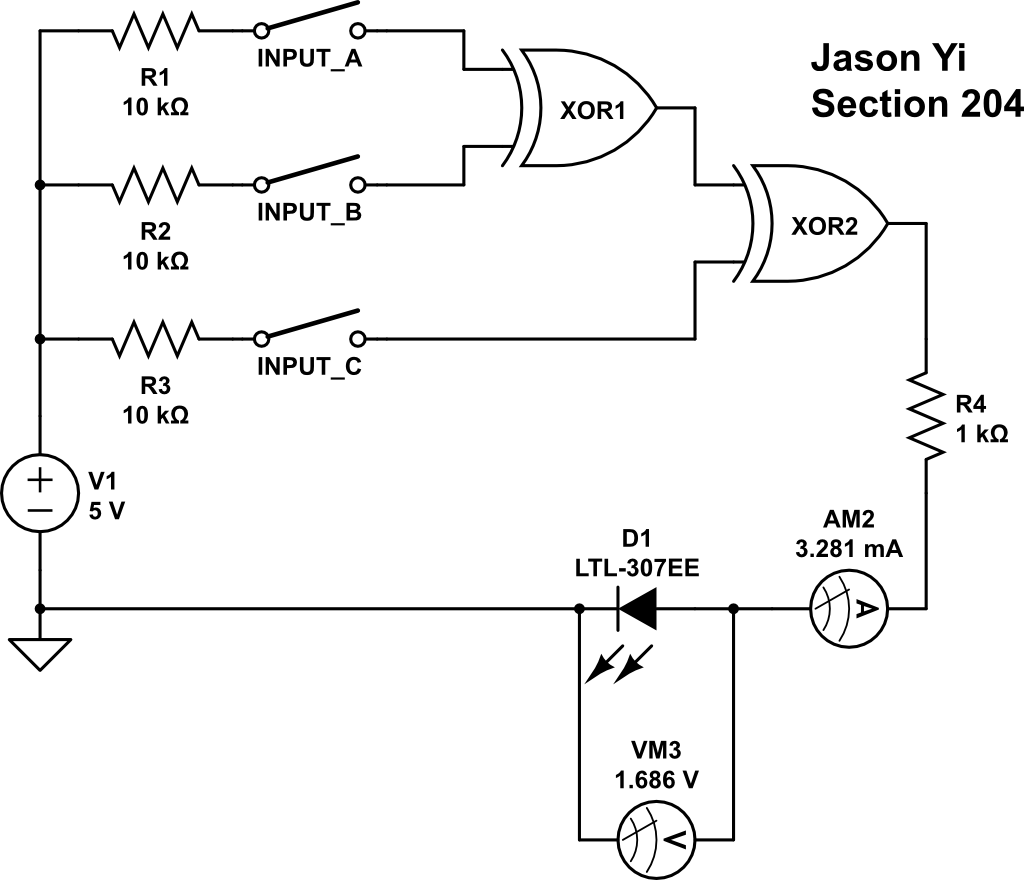 Jason Yi
Section 204
INPUT_A
R1
10 kΩ
XOR1
INPUT_B
R2
10 kΩ
XOR2
INPUT_C
R3
10 kΩ
R4
1 kΩ
+
−
V1
5 V
AM2
3.281 mA
A
D1
LTL-307EE
VM3
1.686 V
V